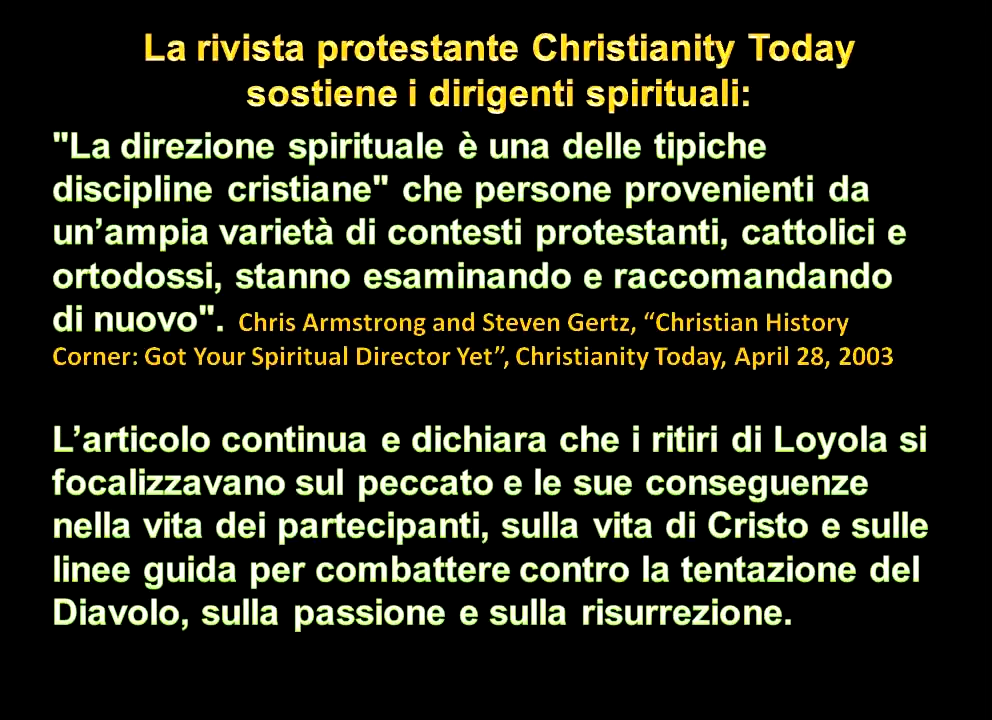 La rivista protestante Christianity Today
sostiene i dirigenti spirituali:
"La direzione spirituale è una delle tipiche
discipline cristiane" che persone provenienti da
un’ampia varietà di contesti protestanti, cattolici e
ortodossi, stanno esaminando e raccomandando
di nuovo". Chris Armstrong and Steven Gertz, “Christian History
Corner: Got Your Spiritual Director Yet”, Christianity Today, April 28, 2003
L’articolo continua e dichiara che i ritiri di Loyola si
focalizzavano sul peccato e le sue conseguenze
nella vita dei partecipanti, sulla vita di Cristo e sulle
linee guida per combattere contro la tentazione del
Diavolo, sulla passione e sulla risurrezione.